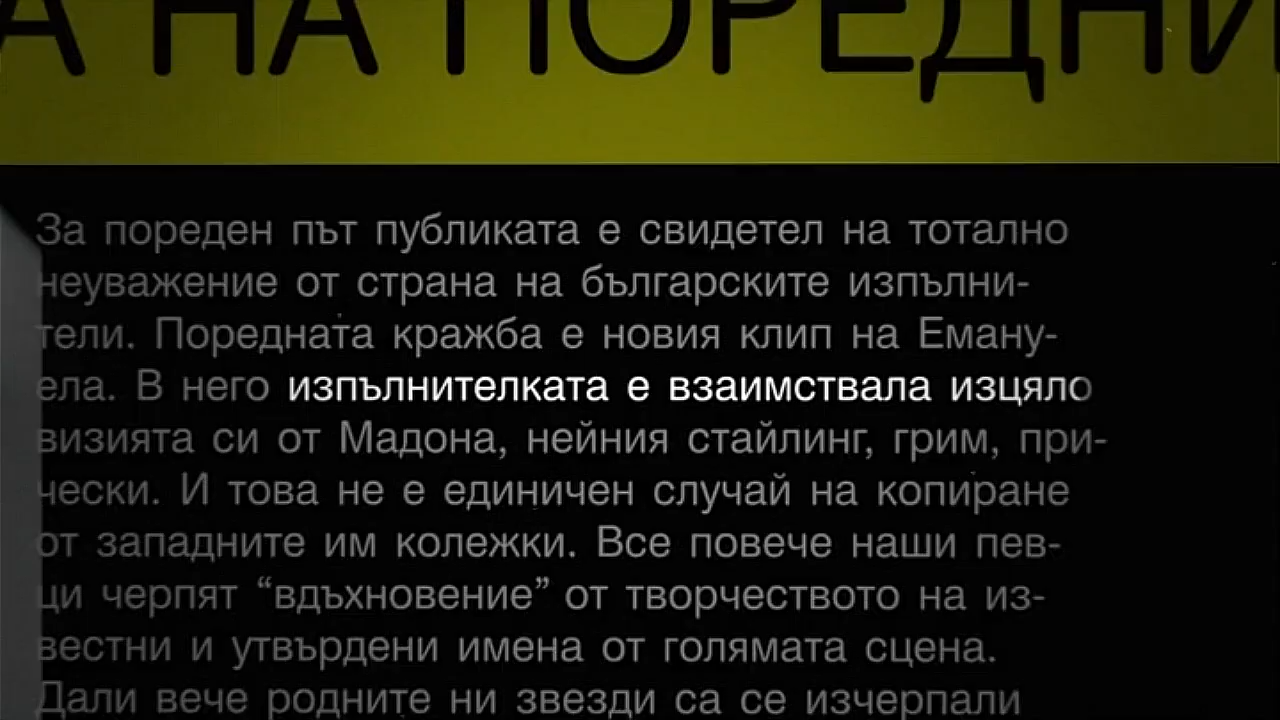 А НА ПОРЕДНИ
За пореден път публиката е свидетел на тотално
неуважение от страна на българските изпълни-
тели. Поредната кражба е новия клип на Еману-
ела. В него изпълнителката е взаимствала изцяло
визията си от Мадона, нейния стайлинг, грим, при-
чески. И това не е единичен случай на копиране
от западните им колежки. Все повече наши пев-
ци черпят “вдъхновение” от творчеството на из-
вестни и утвърдени имена от голямата сцена.
Дали вече родните ни звезди са се изчерпали